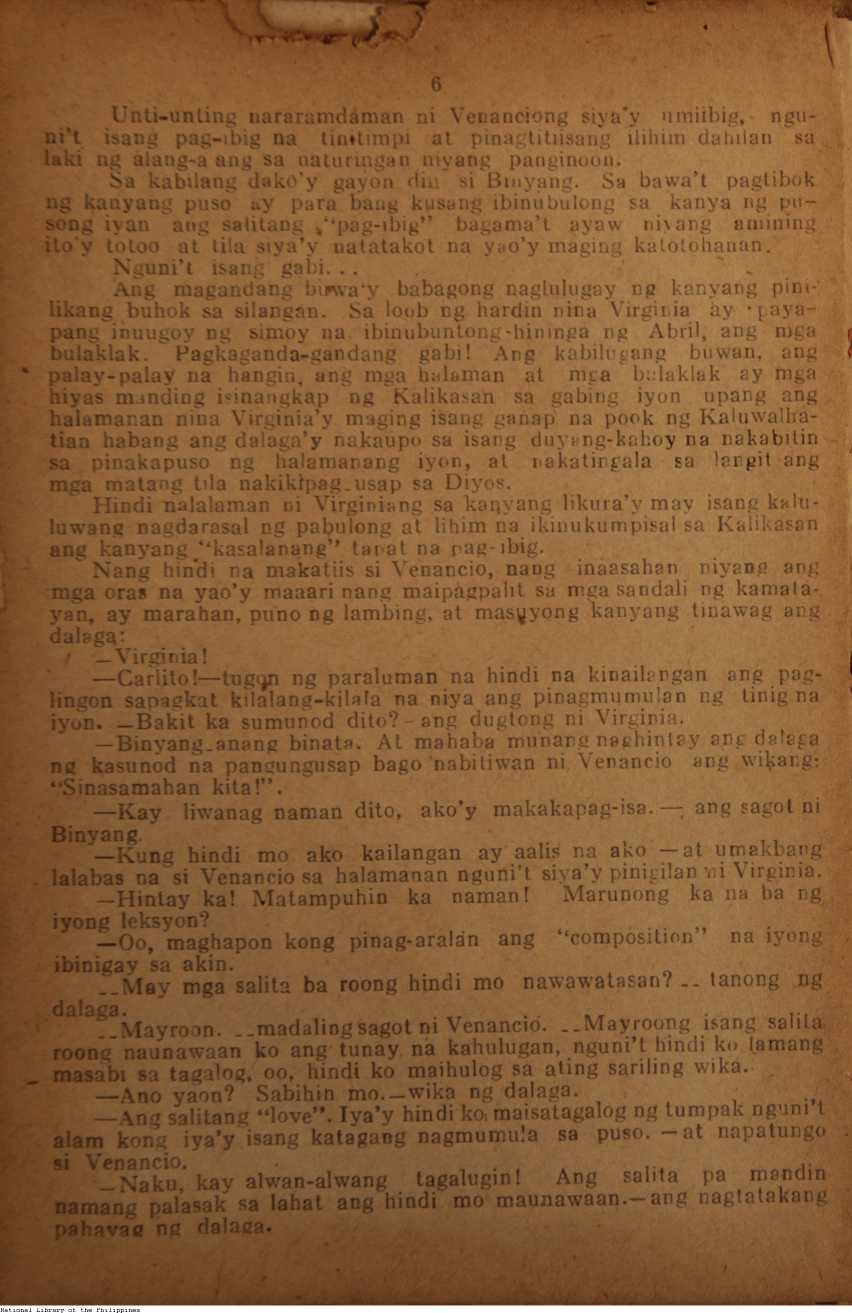 6
Unti-unting nararamdaman ni Venanciong siya'y umiibig, ngu-
ni't isang pag-ibig na tinitimpi at pinagtitiisang ilihim dahilan sa
laki ng alang-a ang sa naturingan niyang panginoon.
Sa kabilang dako'y gayon din si Binyang. Sa bawa't pagtibok
ng kanyang puso ay para bang kusang ibinubulong sa kanya ng pu-
song iyan ang salitang "pag-ibig" bagama't ayaw niyang amining
ito'y totoo at tila siya'y natatakot na yao'y maging katotohanan.
Nguni't isang gabi...
Ang magandang buwa'y babagong naglulugay ng kanyang pini-
likang buhok sa silangan. Sa loob ng hardin nina Virginia ay paya-
pang inuugoy ng simoy na ibinubuntong-hininga ng Abril, ang mga
bulaklak. Pagkaganda-gandang gabi! Ang kabilugang buwan, ang
palay-palay na hangin, ang mga halaman at mga bulaklak ay mga
hiyas manding isinangkap ng Kalikasan sa gabing iyon upang ang
halamanan nina Virginia'y maging isang ganap na pook ng Kaluwalha-
tian habang ang dalaga'y nakaupo sa isang duyang-kahoy na nakabitin
sa pinakapuso ng halamanang iyon, at nakatingala sa langit ang
mga matang tila nakikipag-usap sa Diyos.
Hindi nalalaman ni Virginiang sa kanyang likura'y may isang kalu-
luwang nagdarasal ng pabulong at lihim na ikinukumpisal sa Kalikasan
ang kanyang "kasalanang" tapat na pag-ibig.
Nang hindi na makatiis si Venancio, nang inaasahan niyang ang
mga oras na yao'y maaari nang maipagpalit sa mga sandali ng kamata-
yan, ay marahan, puno ng lambing, at masuyong kanyang tinawag ang
dalaga:
—Virginia!
—Carlito!—tugon ng paraluman na hindi na kinailangan ang pag-
lingon sapagkat kilalang-kilala na niya ang pinagmumulan ng tinig na
iyon. —Bakit ka sumunod dito?- ang dugtong ni Virginia.
—Binyang-anang binata. At mahaba munang naghintay ang dalaga
ng kasunod na pangungusap bago nabitiwan ni Venancio ang wikang:
"Sinasamahan kita!".
—Kay liwanag naman dito, ako'y makakapag-isa.— ang sagot ni
Binyang.
—Kung hindi mo ako kailangan ay aalis na ako —at umakbang
lalabas na si Venancio sa halamanan nguni't siya'y pinigilan ni Virginia.
—Hintay ka! Matampuhin ka naman! Marunong ka na ba ng
iyong leksyon?
—Oo, maghapon kong pinag-aralan ang "composition" na iyong
ibinigay sa akin.
--May mga salita ba roong hindi mo nawawatasan? -- tanong ng
dalaga.
--Mayroon. --madaling sagot ni Venancio. --Mayroong isang salita
roong naunawaan ko ang tunay na kahulugan, nguni't hindi ko lamang
masabi sa tagalog, oo, hindi ko maihulog sa ating sariling wika.
—Ano yaon? Sabihin mo.—wika ng dalaga.
—Ang salitang "love". Iya'y hindi ko maisatagalog ng tumpak nguni't
alam kong iya'y isang katagang nagmumula sa puso. —at napatungo
si Venancio.
—Naku, kay alwan-alwang tagalugin! Ang salita pa mandin
namang palasak sa lahat ang hindi mo maunawaan.—ang nagtatakang
pahayag ng dalaga.
National Library of the Philippines